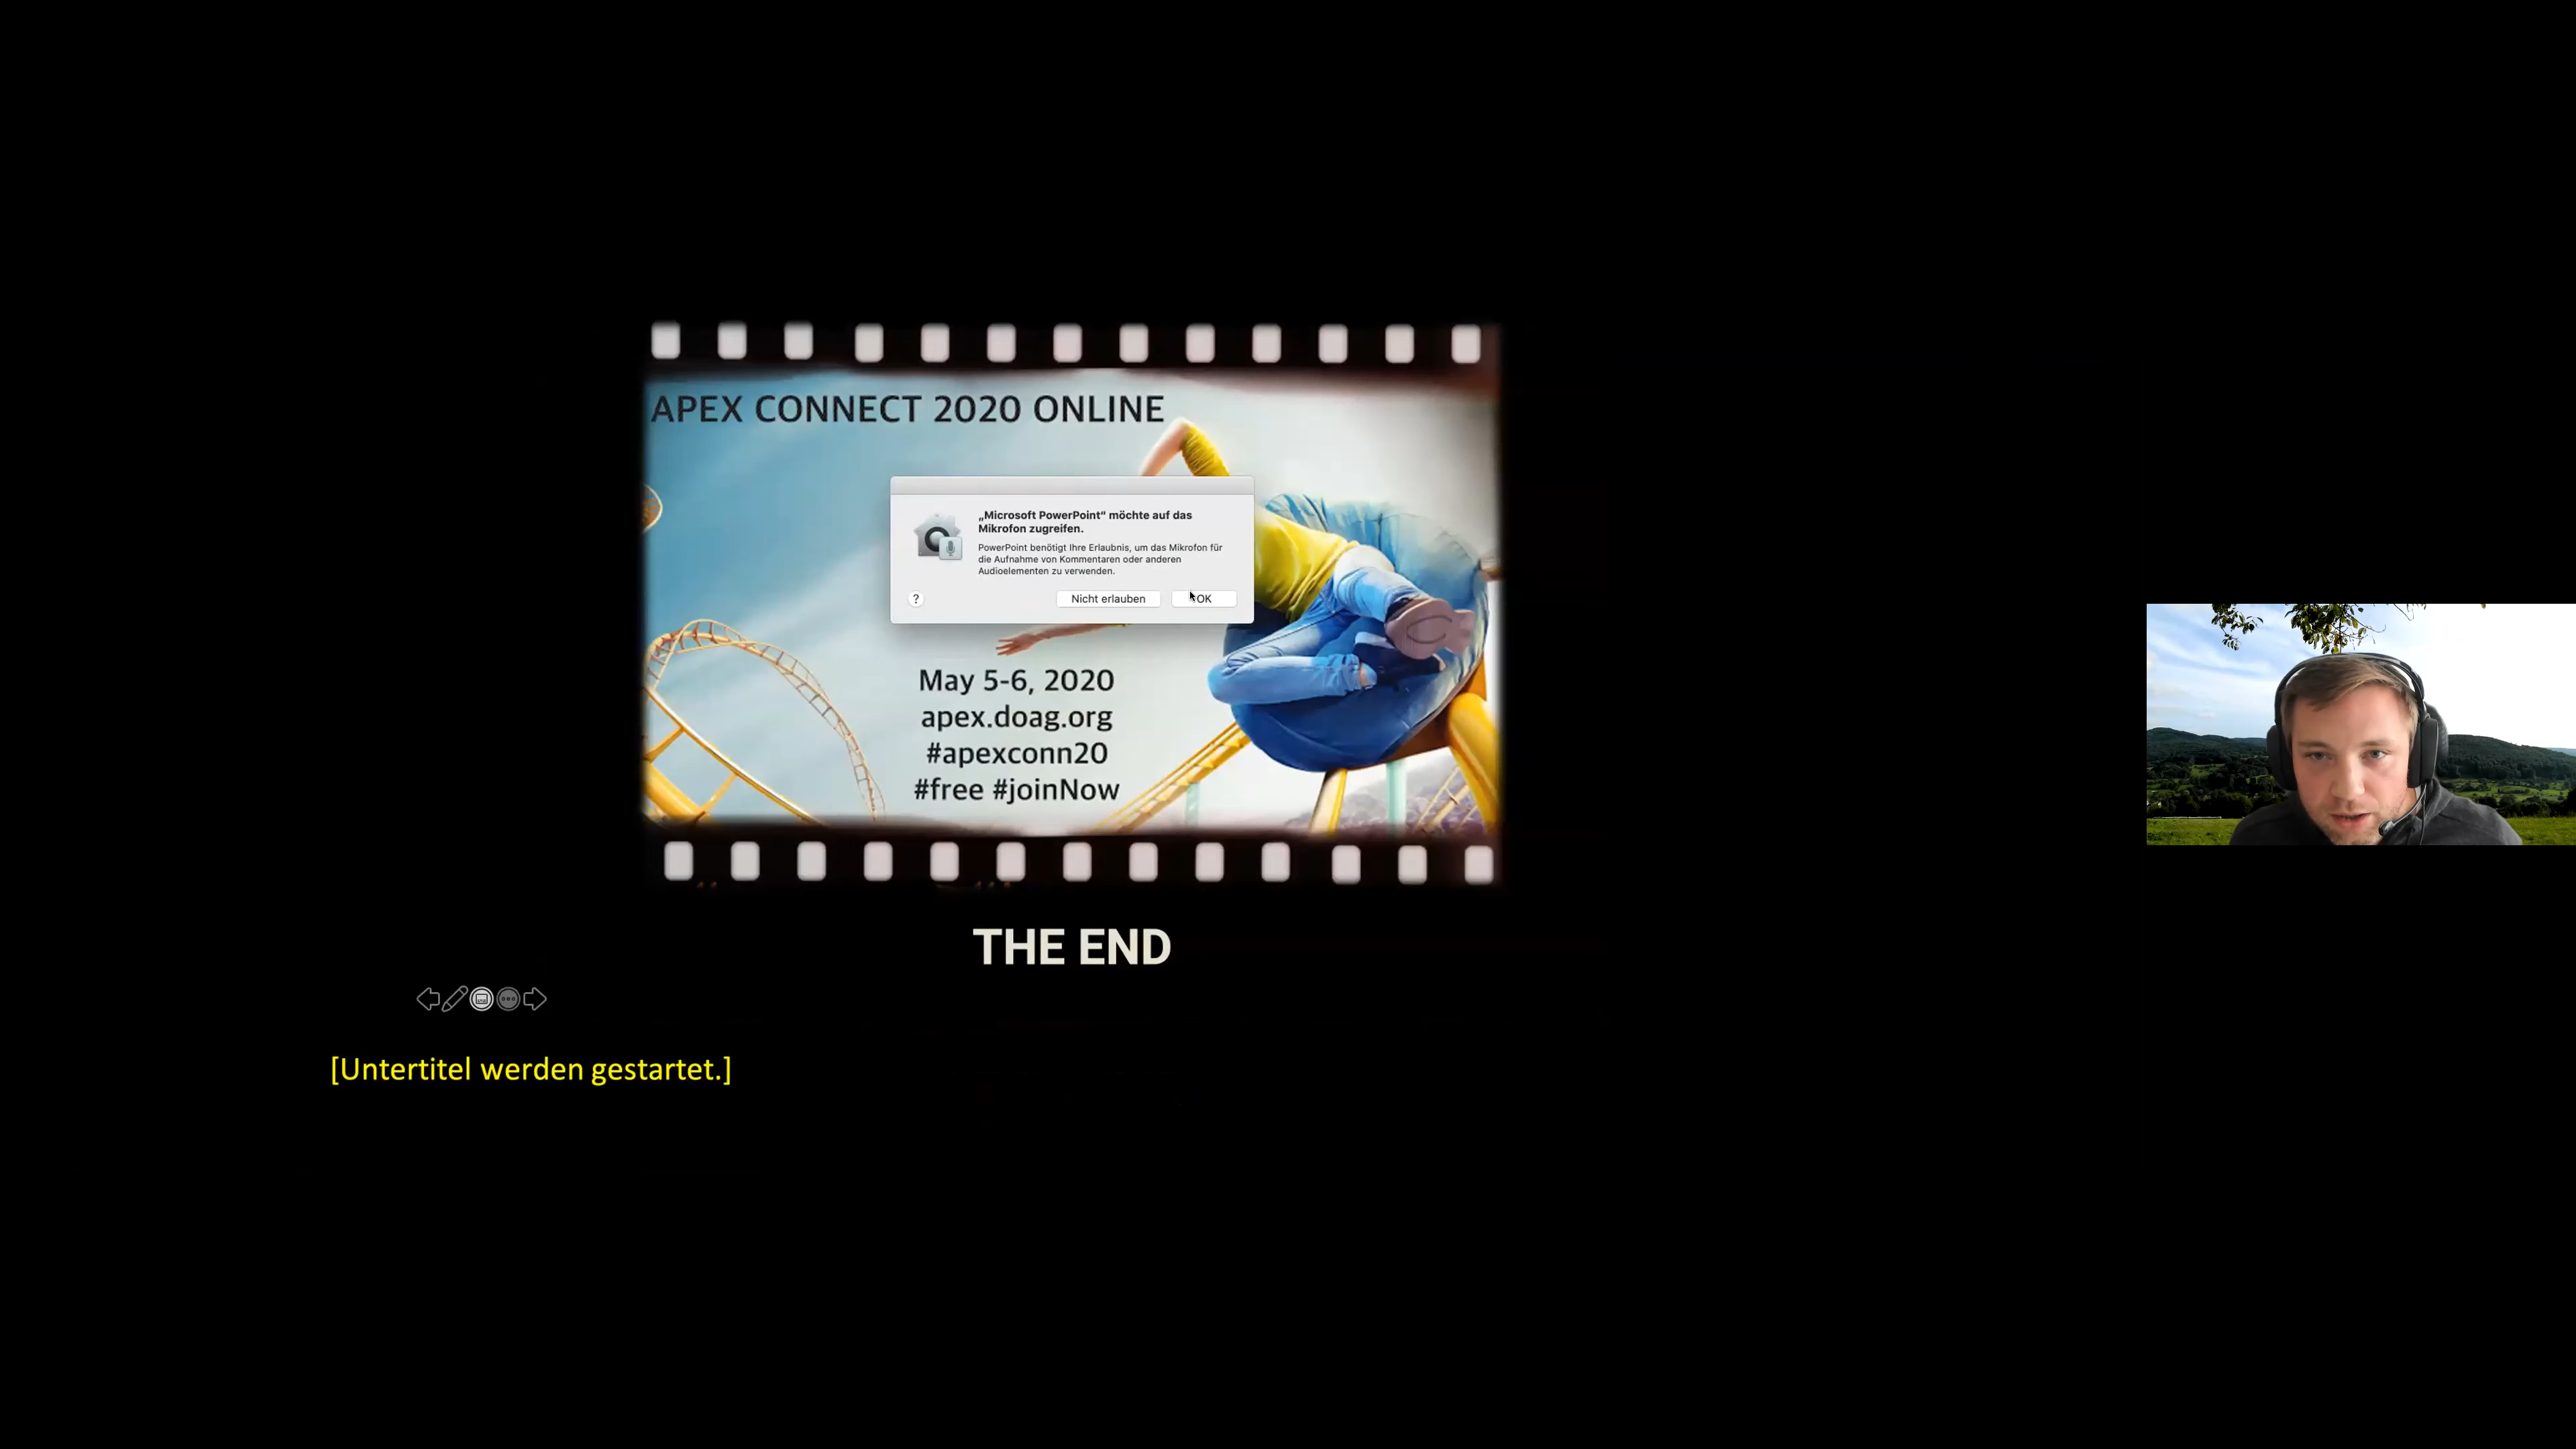 APEX CONNECT 2020 ONLINE
„Microsoft PowerPoint“ möchte auf das
Mikrofon zugreifen.
PowerPoint benötigt Ihre Erlaubnis, um das Mikrofon für
die Aufnahme von Kommentaren oder anderen
Audioelementen zu verwenden.
?
Nicht erlauben
OK
May 5-6, 2020
apex.doag.org
#apexconn20
#free #joinNow
THE END
[Untertitel werden gestartet.]